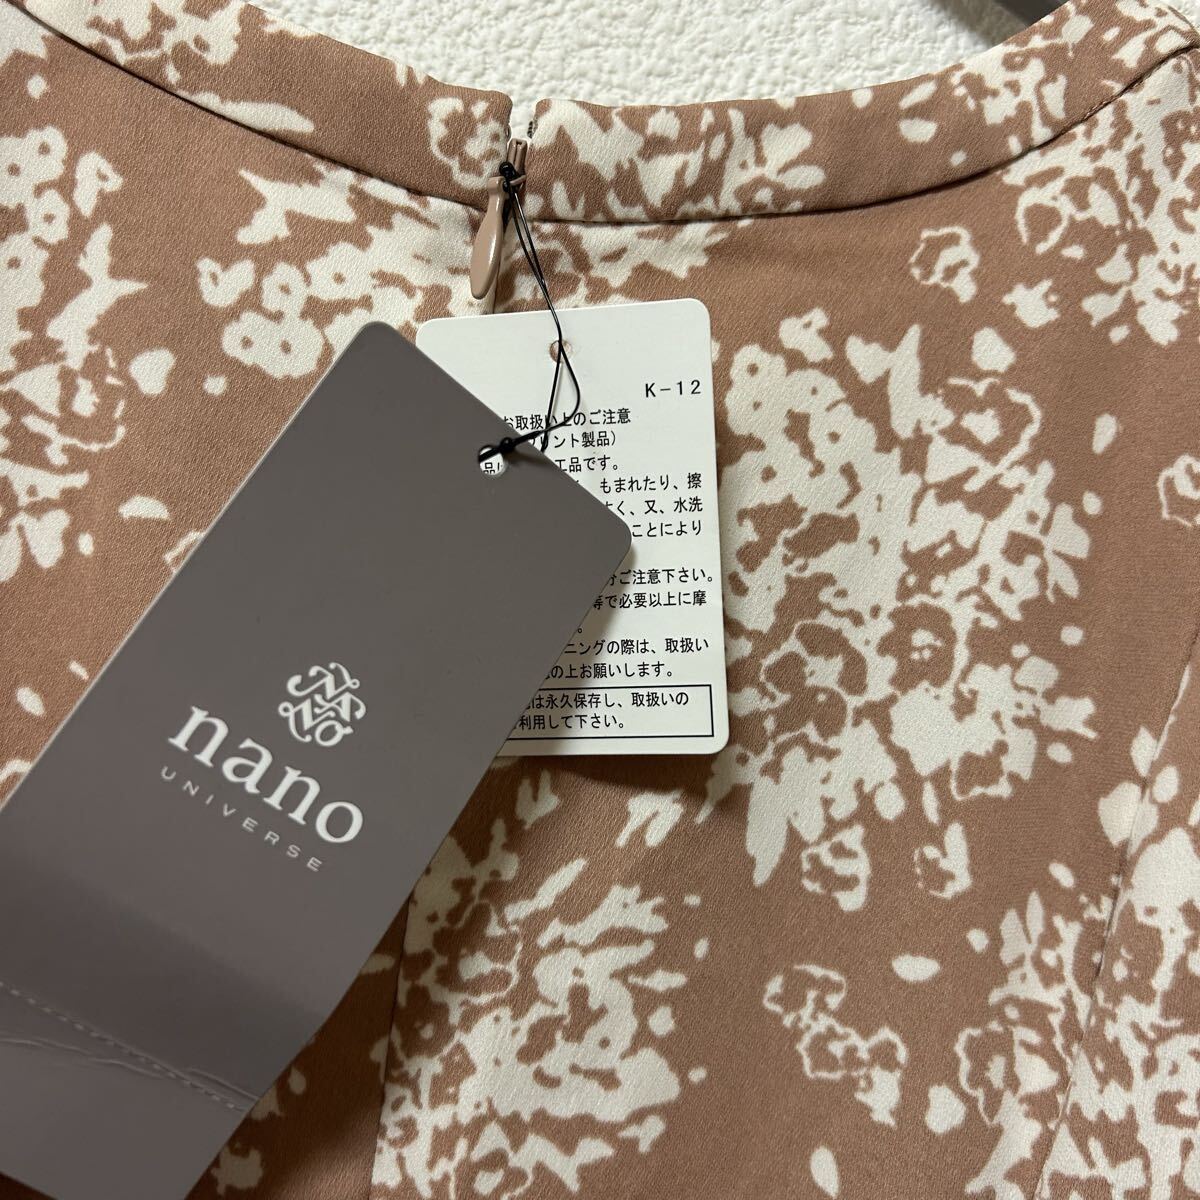 K-12
お取扱い上のご注意
リント製品）
品は
工品です。
もまれたり、擦
よく、又、水洗
ことにより
ご注意下さい。
等で必要以上に摩
。
ニングの際は、取扱い
の上お願いします。
は永久保存し、取扱いの
利用して下さい。
nano
UNIVERSE